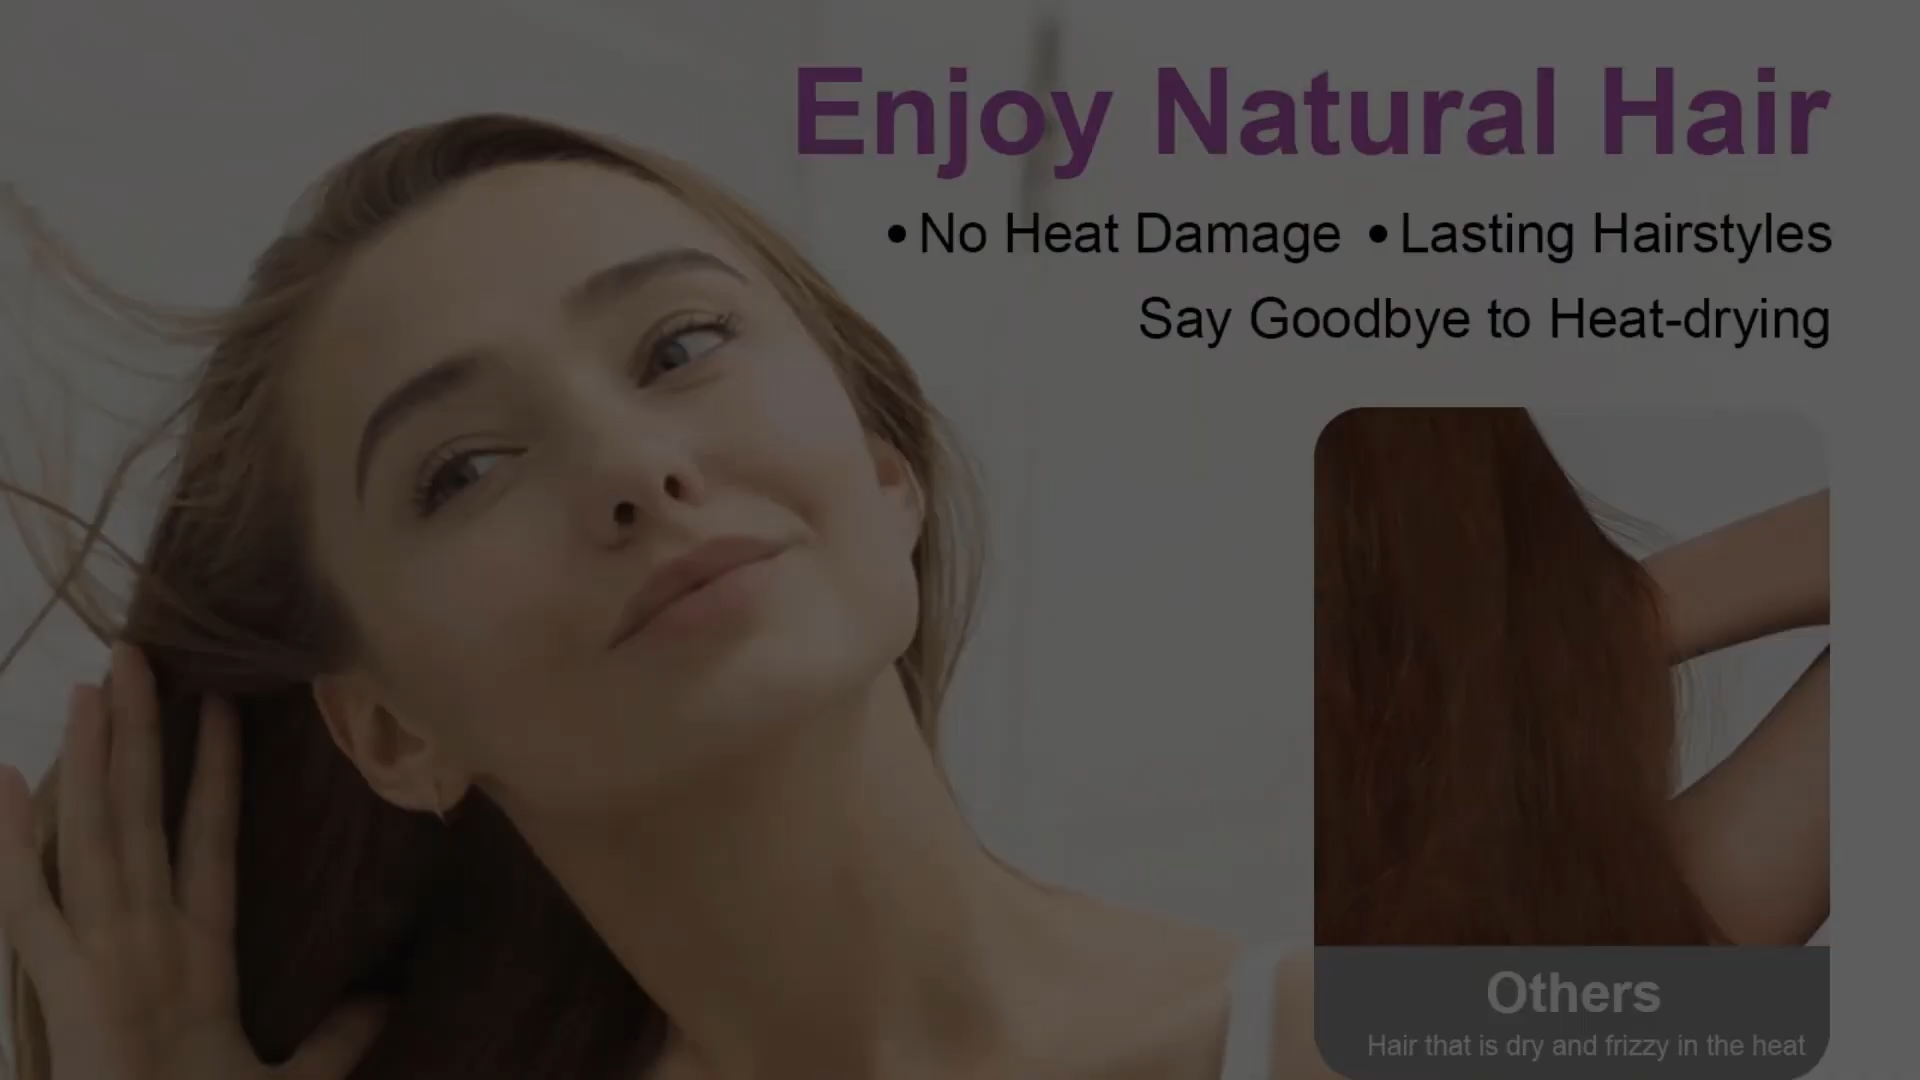 Enjoy Natural Hair
•No Heat Damage •Lasting Hairstyles
Say Goodbye to Heat-drying
Others
Hair that is dry and frizzy in the heat